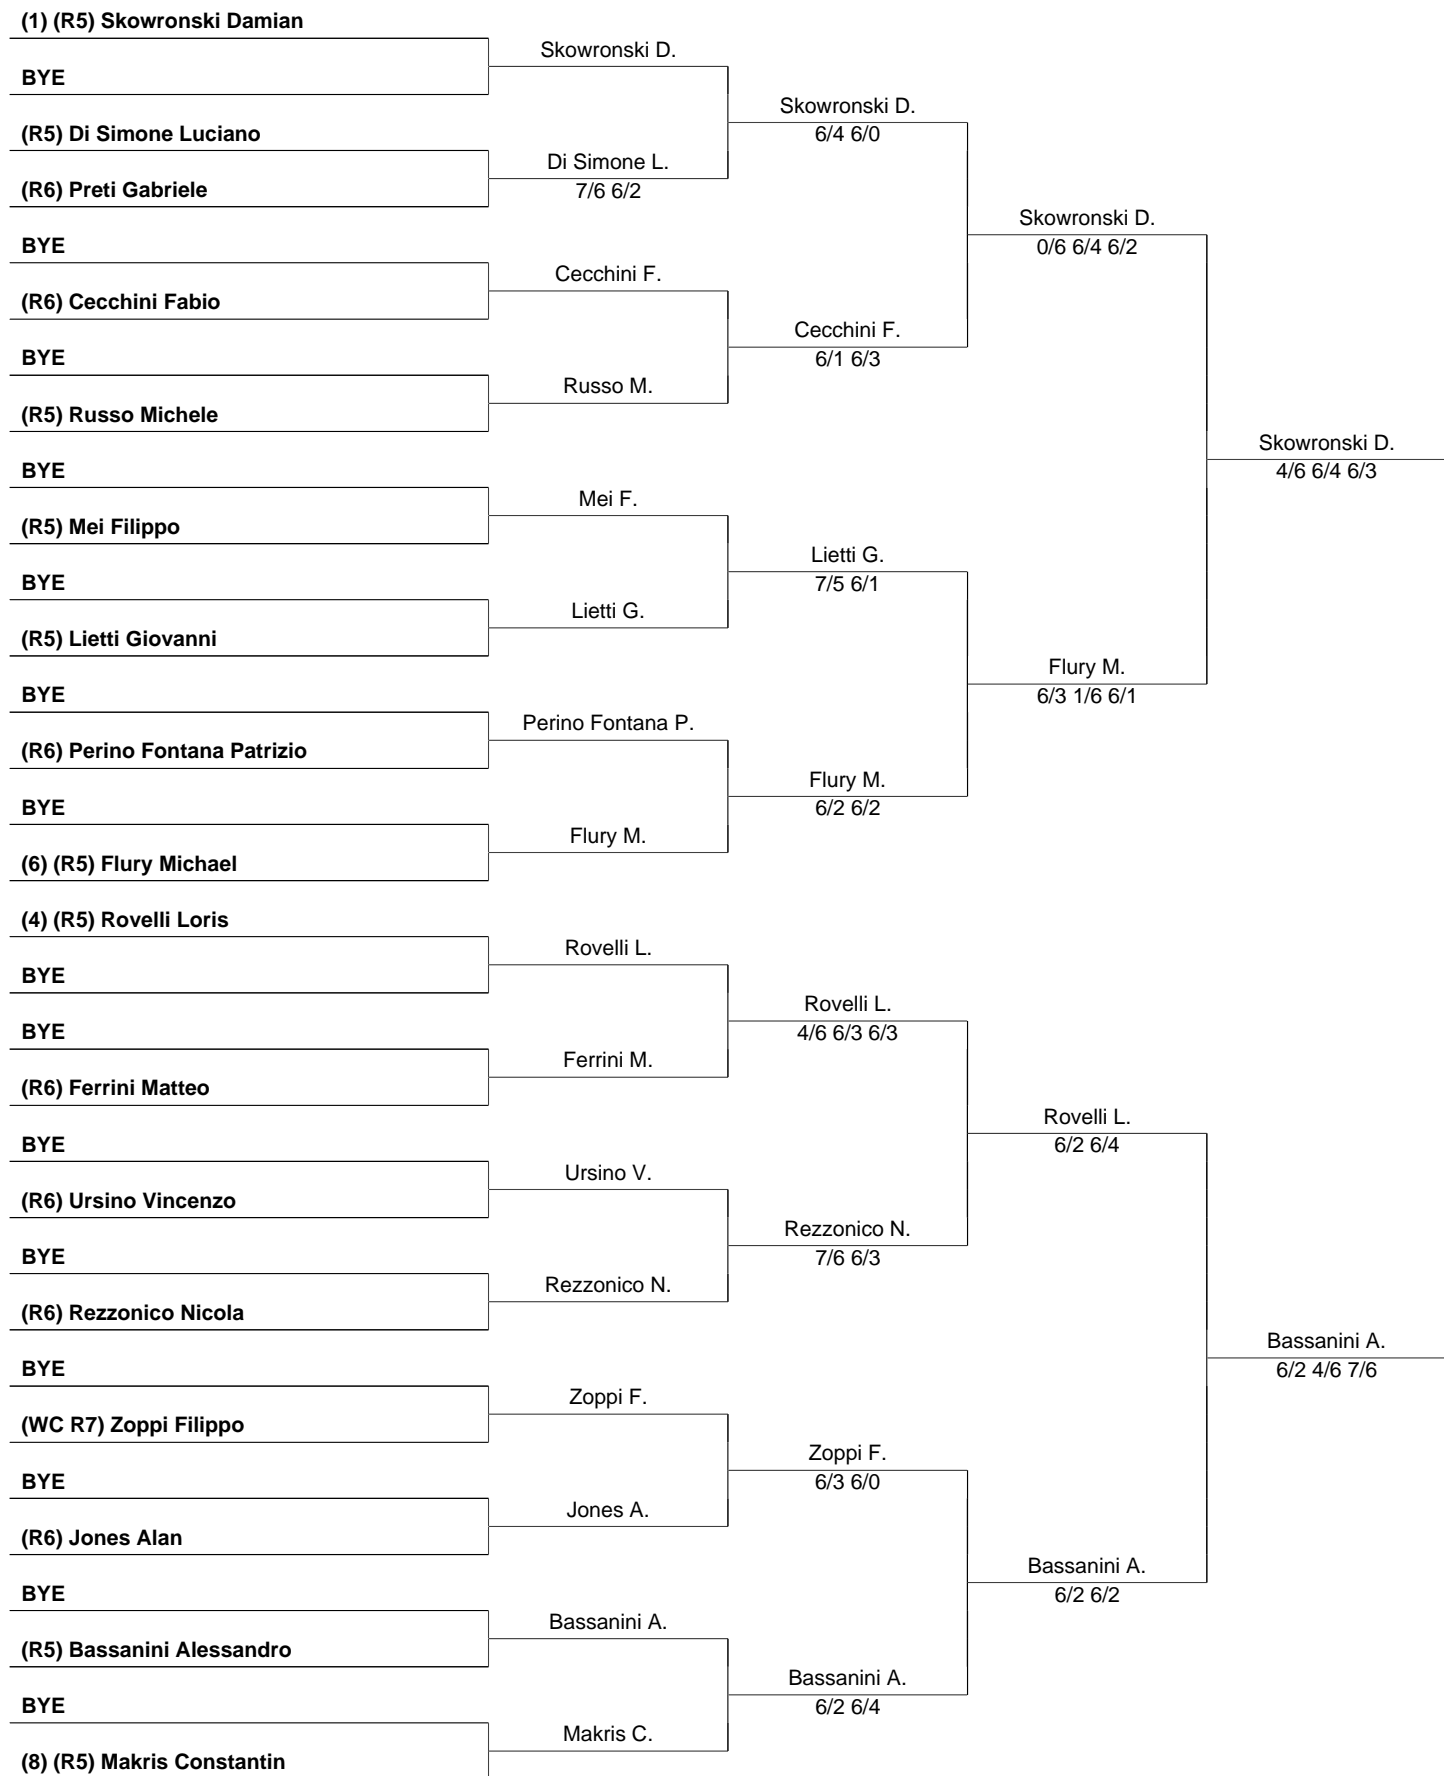 (1) (R5) Skowronski Damian
Skowronski D.
BYE
Skowronski D.
6/4 6/0
(R5) Di Simone Luciano
Di Simone L.
7/6 6/2
(R6) Preti Gabriele
Skowronski D.
0/6 6/4 6/2
BYE
Cecchini F.
(R6) Cecchini Fabio
Cecchini F.
6/1 6/3
BYE
Russo M.
(R5) Russo Michele
Skowronski D.
4/6 6/4 6/3
BYE
Mei F.
(R5) Mei Filippo
Lietti G.
7/5 6/1
BYE
Lietti G.
(R5) Lietti Giovanni
Flury M.
6/3 1/6 6/1
BYE
Perino Fontana P.
(R6) Perino Fontana Patrizio
Flury M.
6/2 6/2
BYE
Flury M.
(6) (R5) Flury Michael
(4) (R5) Rovelli Loris
Rovelli L.
BYE
Rovelli L.
4/6 6/3 6/3
BYE
Ferrini M.
(R6) Ferrini Matteo
Rovelli L.
6/2 6/4
BYE
Ursino V.
(R6) Ursino Vincenzo
Rezzonico N.
7/6 6/3
BYE
Rezzonico N.
(R6) Rezzonico Nicola
Bassanini A.
6/2 4/6 7/6
BYE
Zoppi F.
(WC R7) Zoppi Filippo
Zoppi F.
6/3 6/0
BYE
Jones A.
(R6) Jones Alan
Bassanini A.
6/2 6/2
BYE
Bassanini A.
(R5) Bassanini Alessandro
Bassanini A.
6/2 6/4
BYE
Makris C.
(8) (R5) Makris Constantin